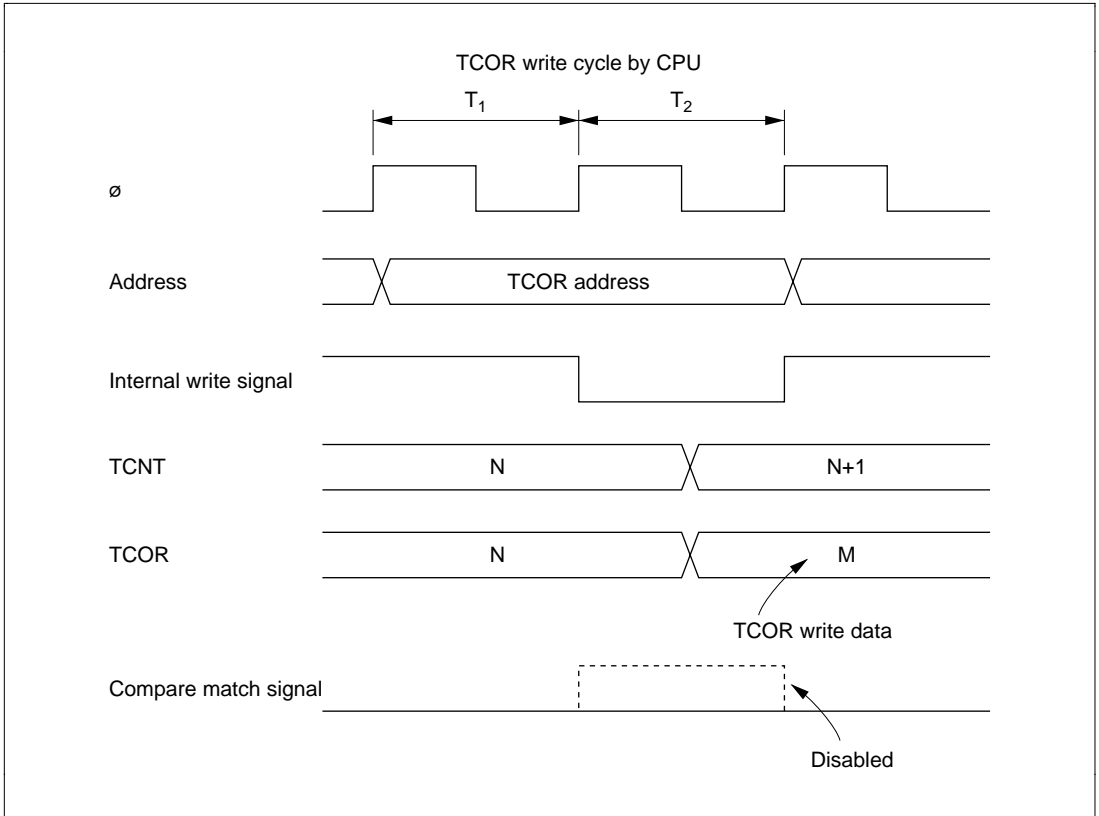 TCOR write cycle by CPU
T1 T2
ø
Address TCOR address
Internal write signal
TCNT N N+1
TCOR N M
TCOR write data
Compare match signal
Disabled